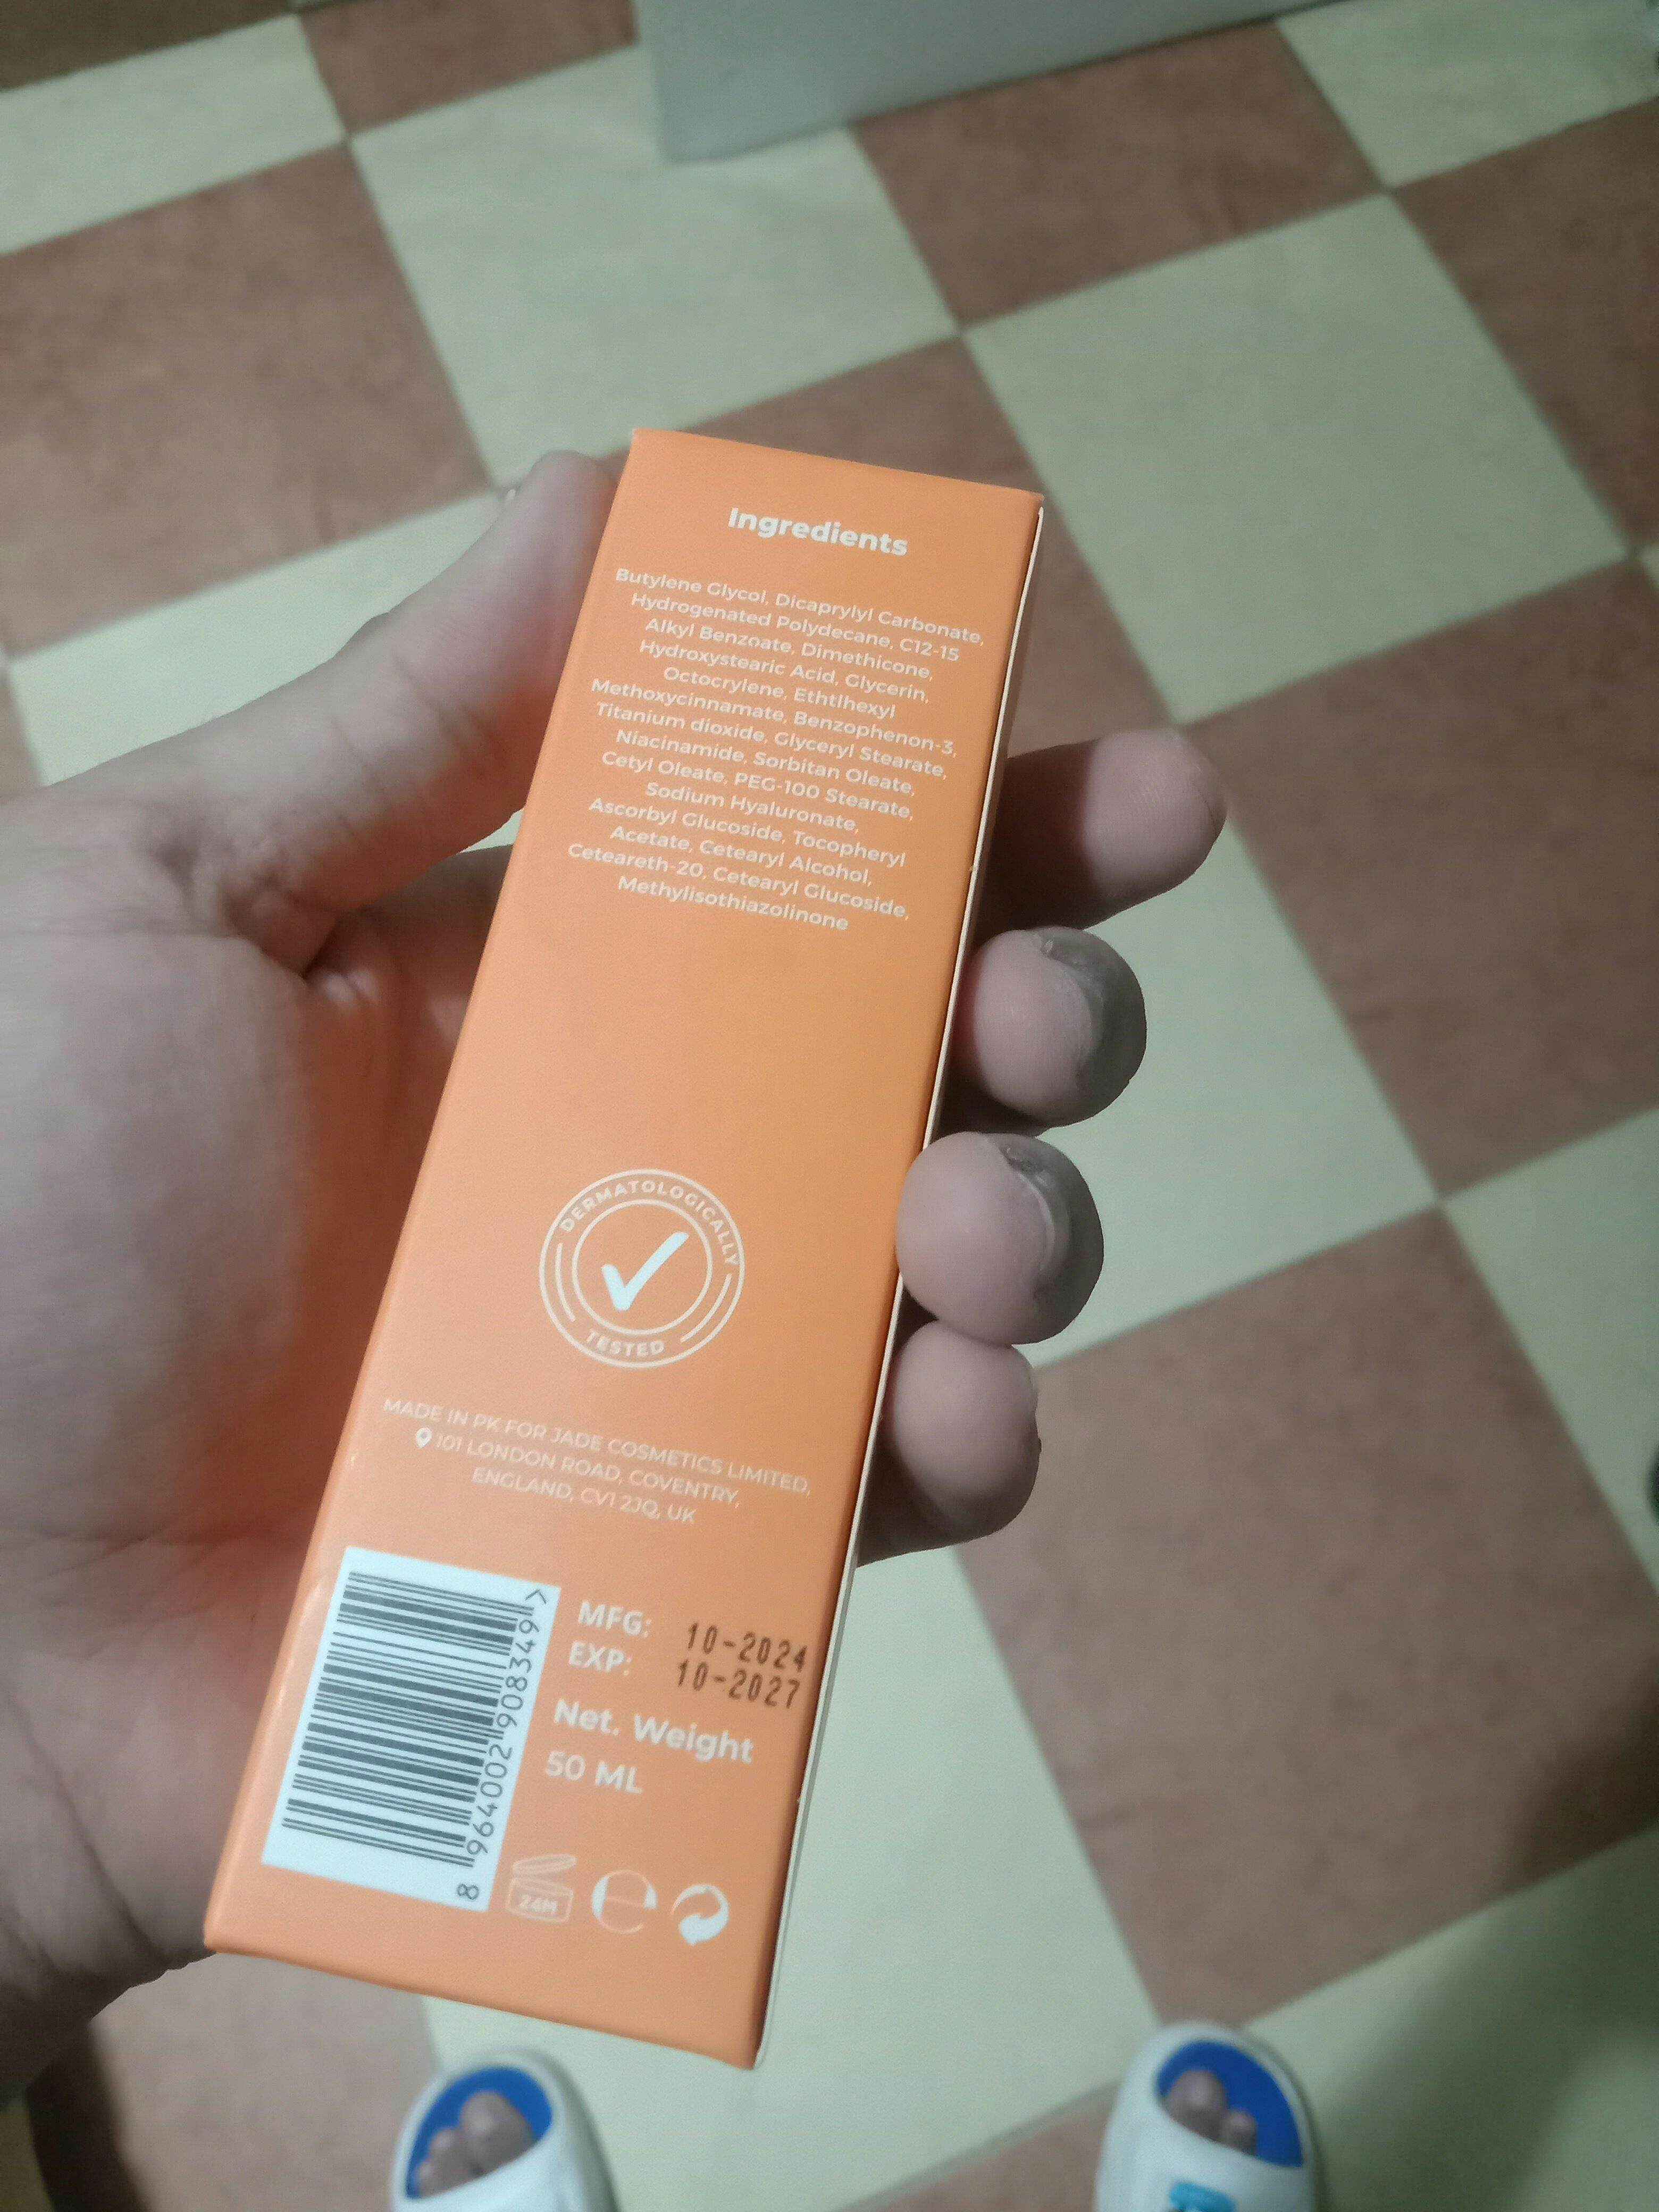 Ingredients
Butylene Glycol, Dicaprylyl Carbonate,
Hydrogenated Polydecane, C12-15
Alkyl Benzoate, Dimethicone,
Hydroxystearic Acid, Glycerin,
Octocrylene, Ethtlhexyl
Methoxycinnamate, Benzophenon-3,
Titanium dioxide, Glyceryl Stearate,
Niacinamide, Sorbitan Oleate,
Cetyl Oleate, PEG-100 Stearate,
Sodium Hyaluronate,
Ascorbyl Glucoside, Tocopheryl
Acetate, Cetearyl Alcohol,
Ceteareth-20, Cetearyl Glucoside,
Methylisothiazolinone
DERMATOLOGICALLY
TESTED
MADE IN PK FOR JADE COSMETICS LIMITED,
101 LONDON ROAD, COVENTRY,
ENGLAND, CV1 2JQ, UK
MFG: 10-2024
EXP: 10-2027
Net. Weight
50 ML
8 964002 908349 >
24M
e